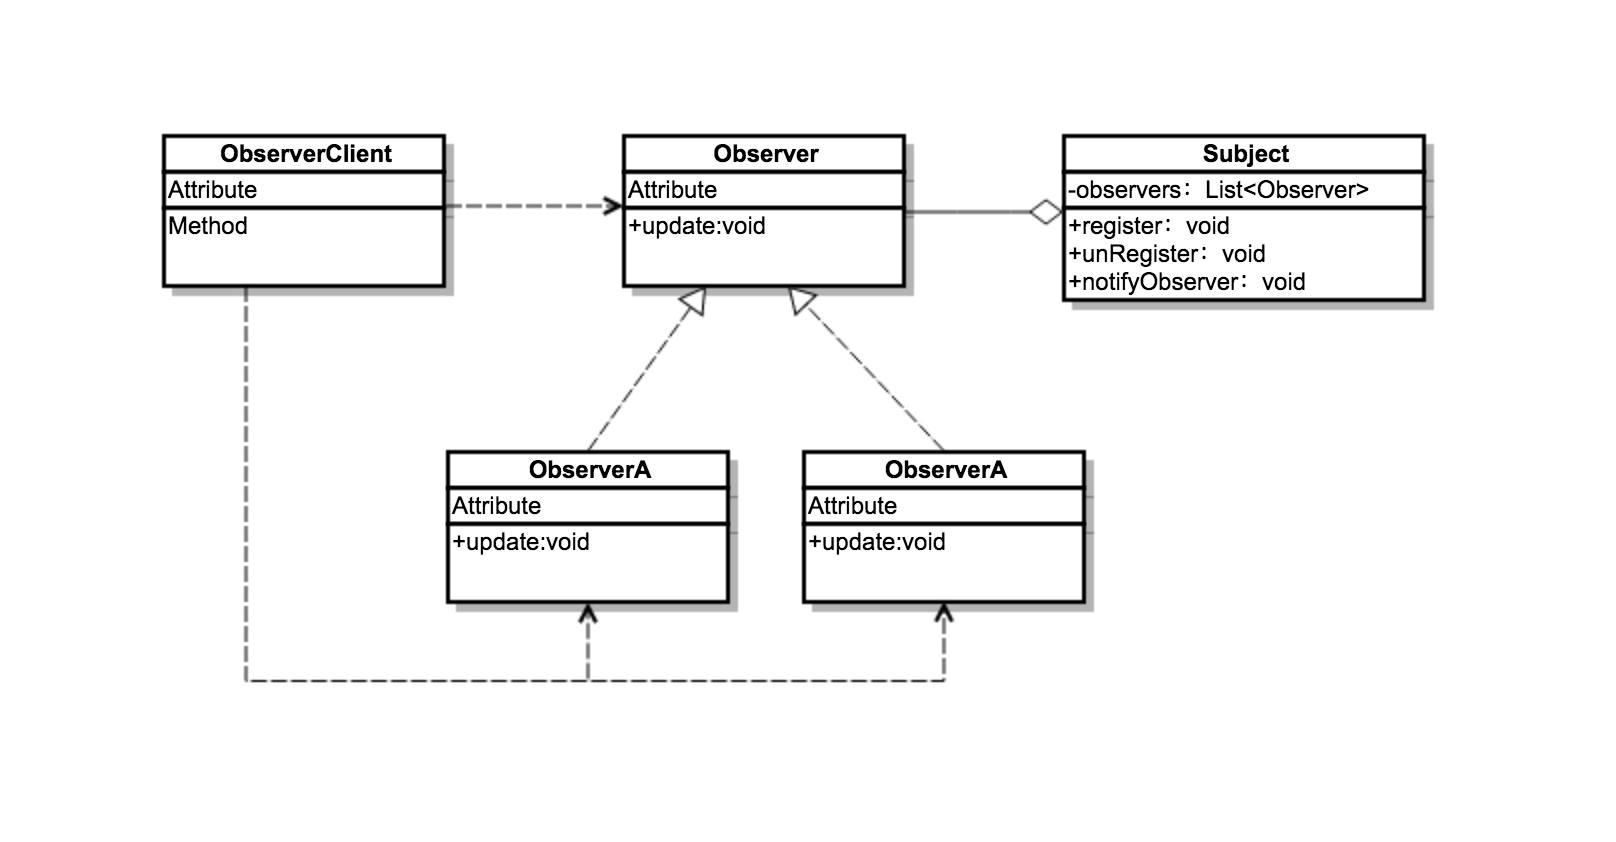 ObserverClient
Attribute
Method
Observer
Attribute
+update:void
Subject
-observers：List<Observer>
+register：void
+unRegister：void
+notifyObserver：void
ObserverA
Attribute
+update:void
ObserverA
Attribute
+update:void